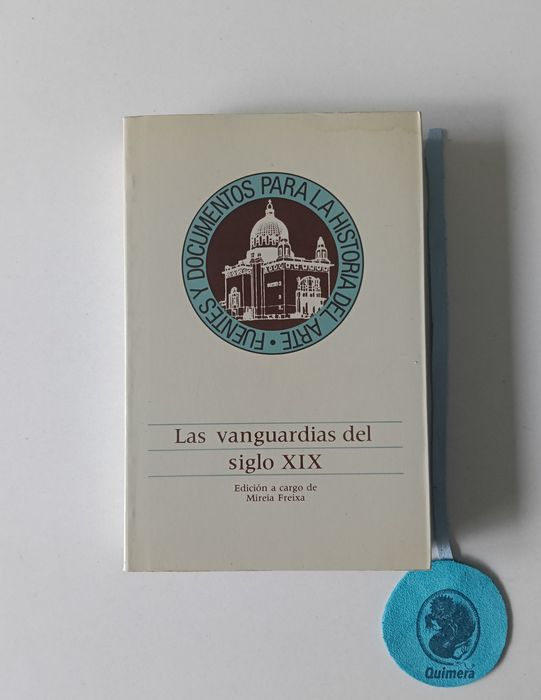 FUENTES Y DOCUMENTOS PARA LA HISTORIA DEL ARTE •
Las vanguardias del
siglo XIX
Edición a cargo de
Mireia Freixa
Quimera